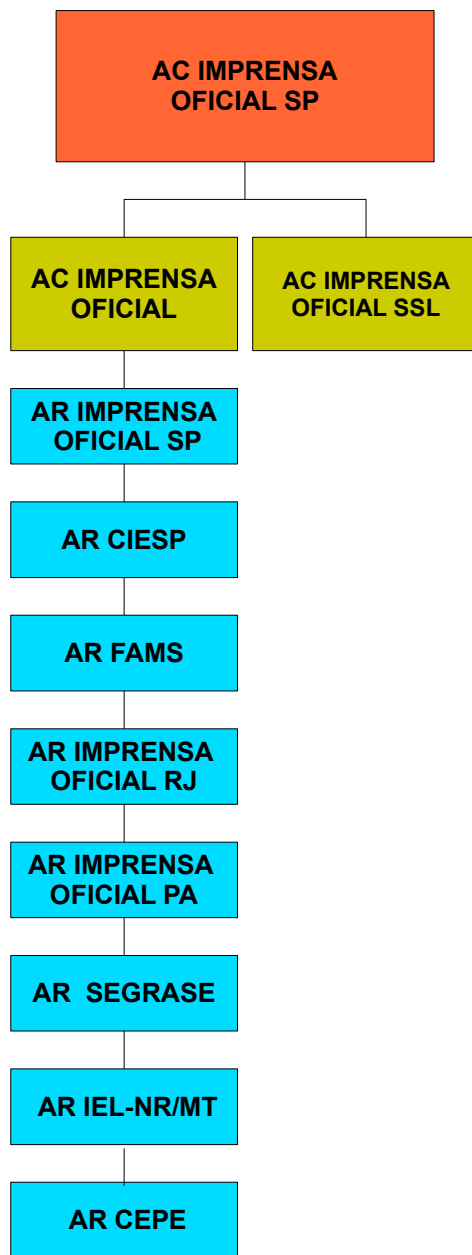 AC IMPRENSA
OFICIAL SP
AC IMPRENSA
OFICIAL
AC IMPRENSA
OFICIAL SSL
AR IMPRENSA
OFICIAL SP
AR CIESP
AR FAMS
AR IMPRENSA
OFICIAL RJ
AR IMPRENSA
OFICIAL PA
AR SEGRASE
AR IEL-NR/MT
AR CEPE